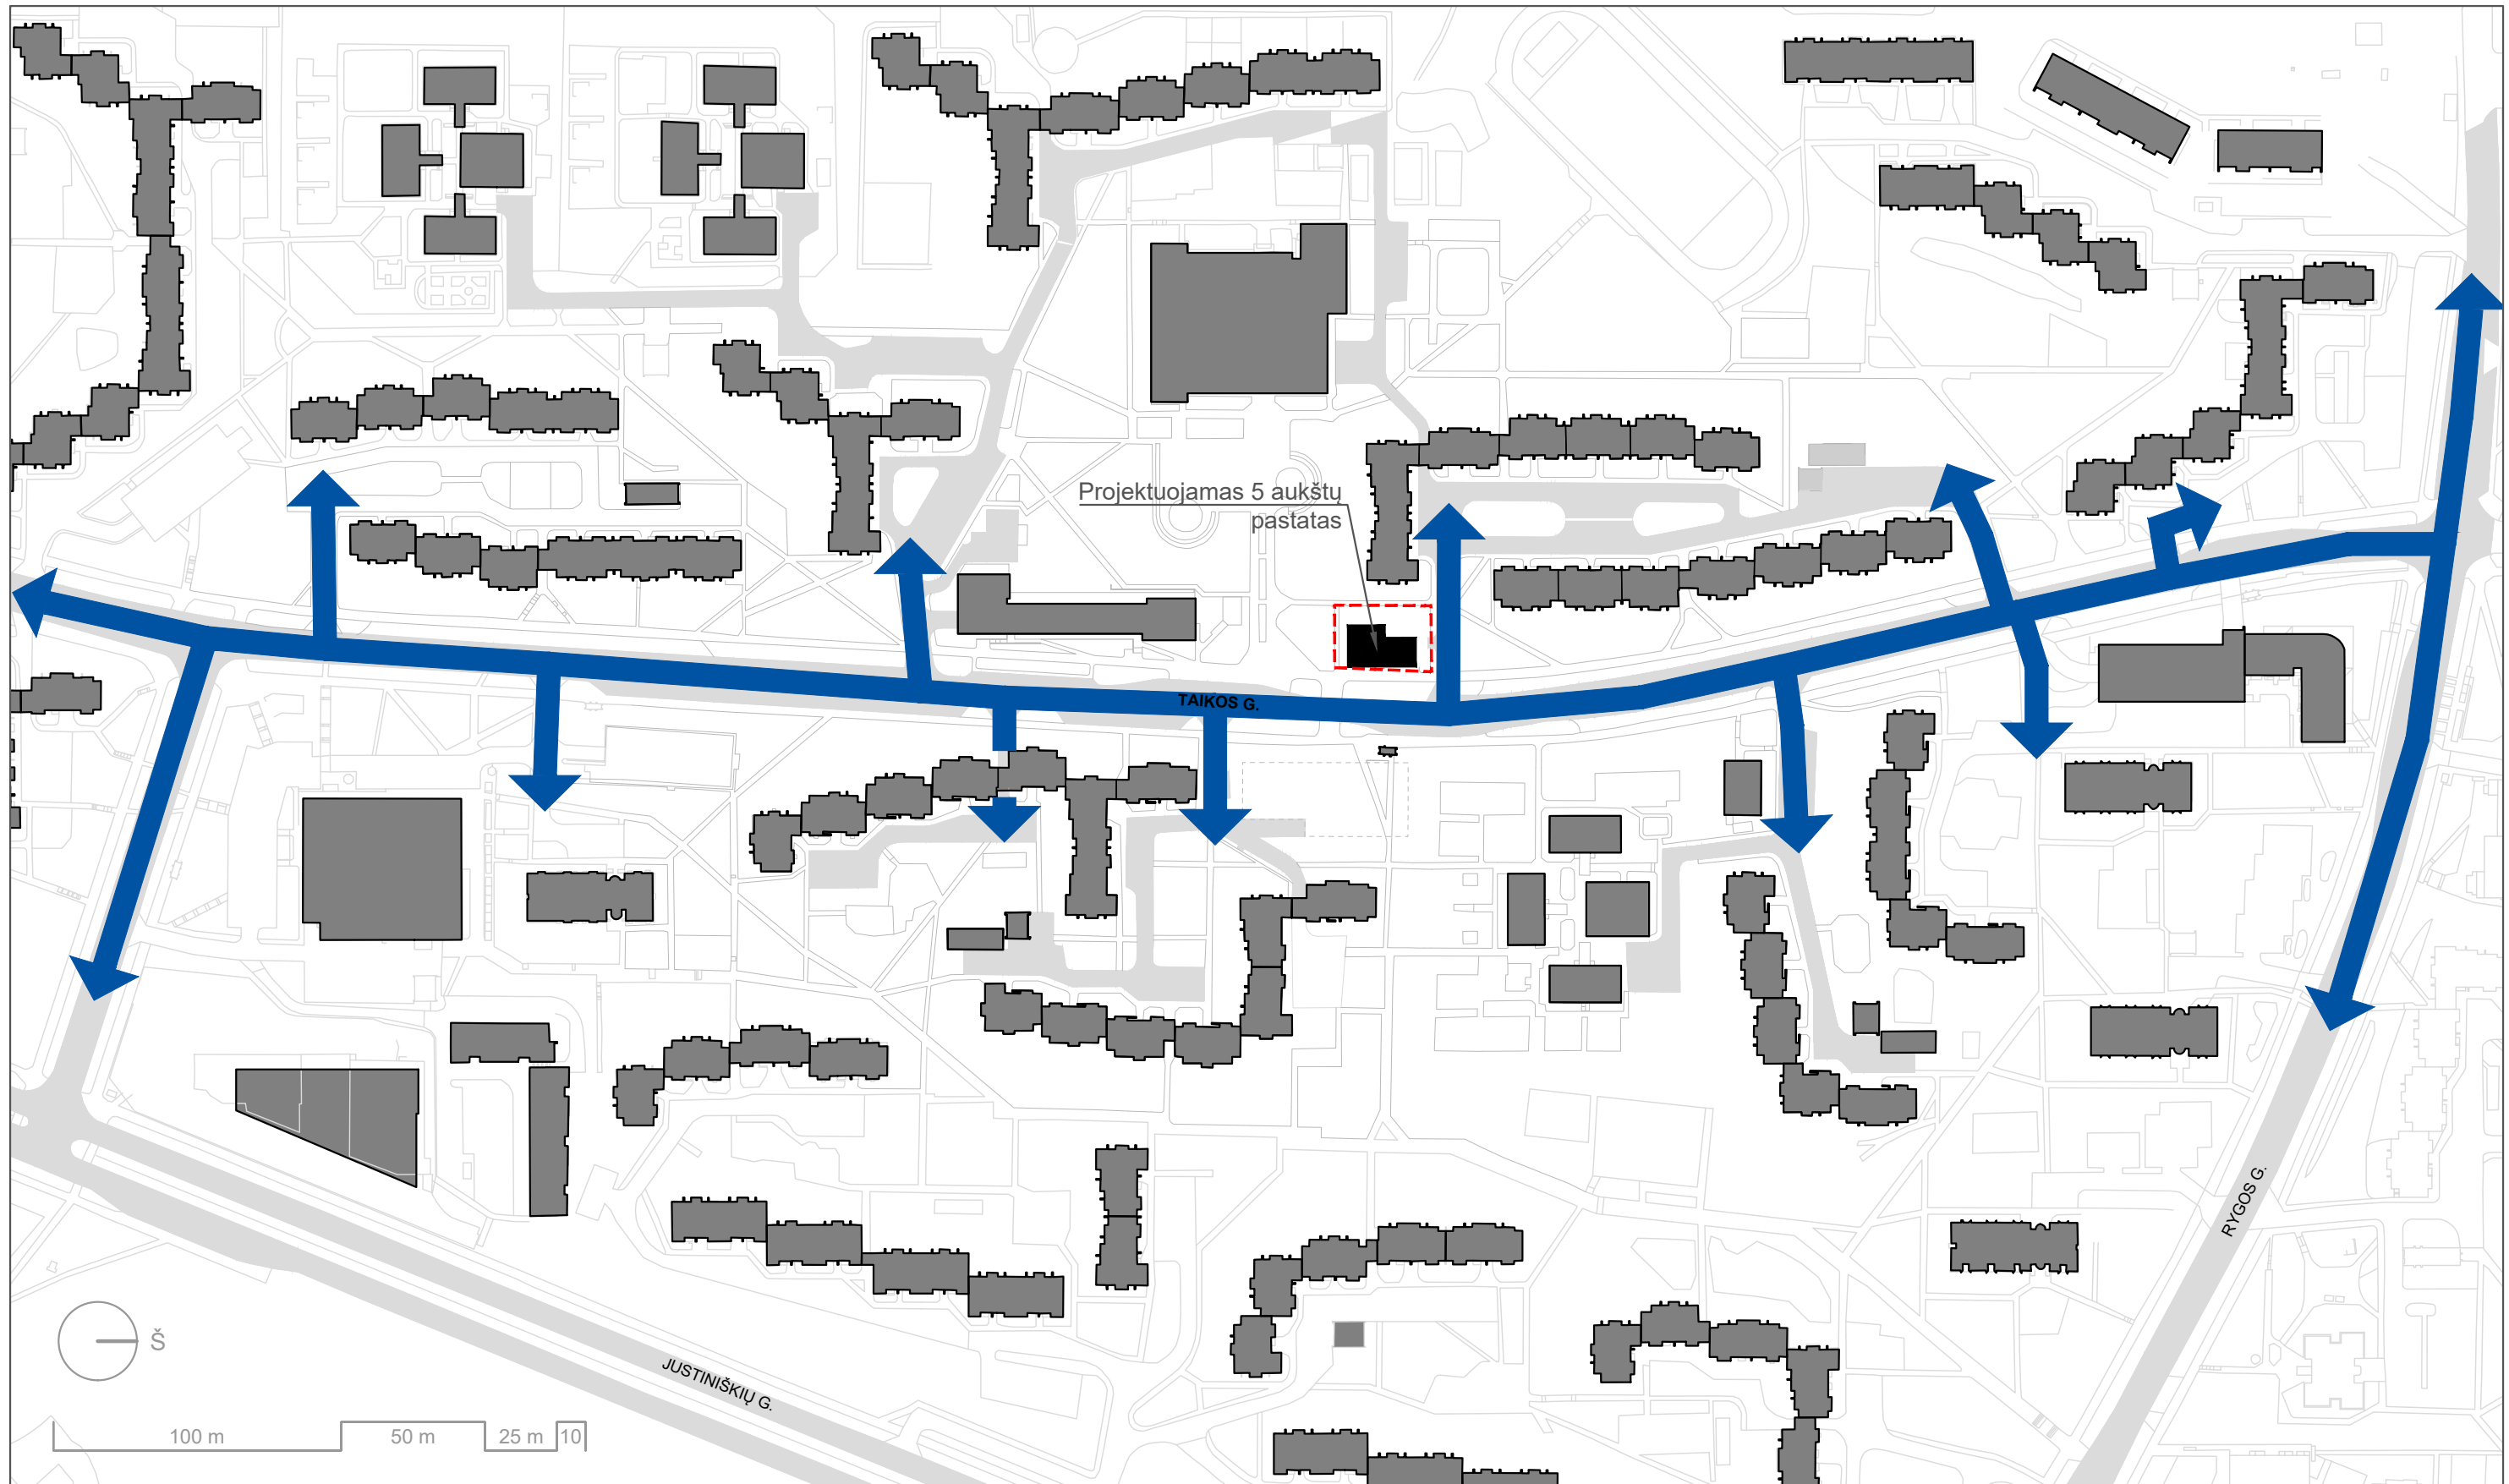 Projektuojamas 5 aukštų
pastatas
TAIKOS G.
RYGOS G.
Š
JUSTINIŠKIŲ G.
100 m 50 m 25 m 10